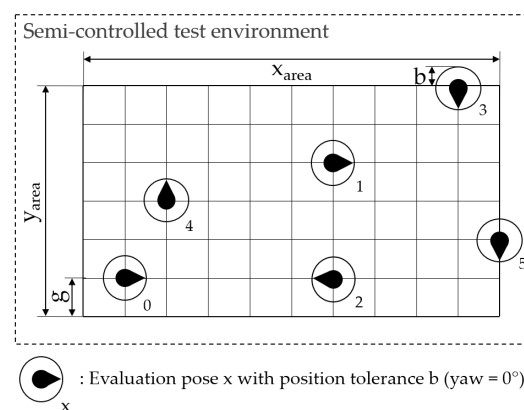 Semi-controlled test environment
x_area
b
3
1
y_area
4
5
g
0
2
x : Evaluation pose x with position tolerance b (yaw = 0°)